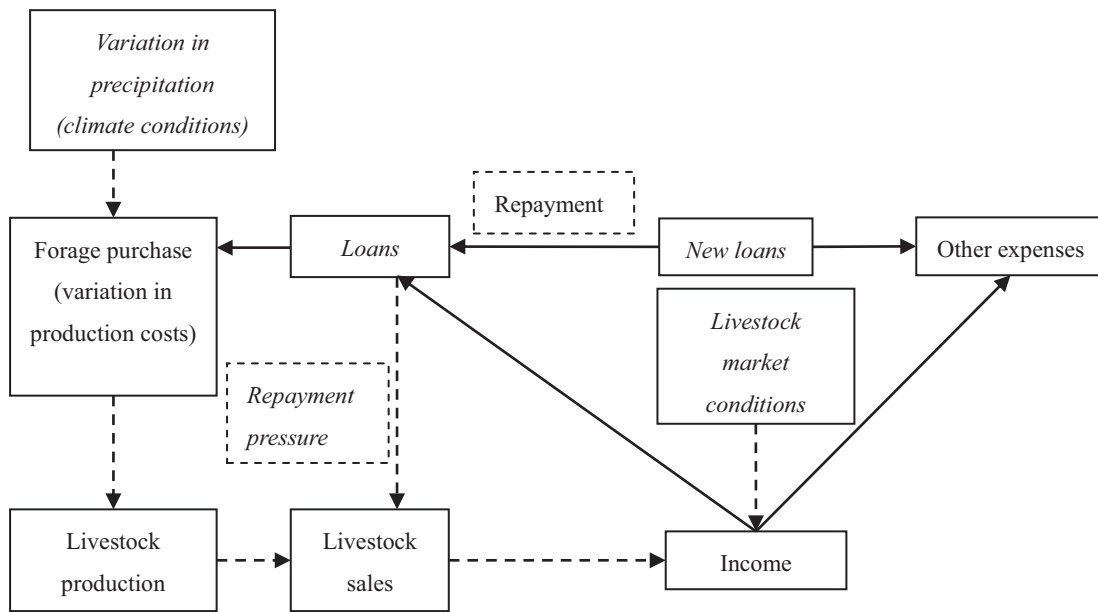 Variation in
precipitation
(climate conditions)
Repayment
Forage purchase
(variation in
production costs)
Loans
New loans
Other expenses
Livestock
market
conditions
Repayment
pressure
Livestock
production
Livestock
sales
Income